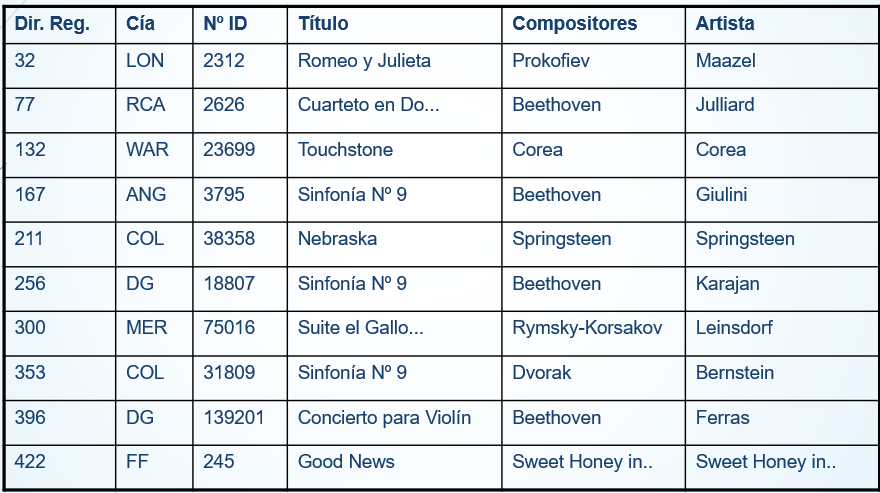 Dir. Reg. Cía Nº ID Título Compositores Artista
32 LON 2312 Romeo y Julieta Prokofiev Maazel
77 RCA 2626 Cuarteto en Do... Beethoven Julliard
132 WAR 23699 Touchstone Corea Corea
167 ANG 3795 Sinfonía Nº 9 Beethoven Giulini
211 COL 38358 Nebraska Springsteen Springsteen
256 DG 18807 Sinfonía Nº 9 Beethoven Karajan
300 MER 75016 Suite el Gallo... Rymsky-Korsakov Leinsdorf
353 COL 31809 Sinfonía Nº 9 Dvorak Bernstein
396 DG 139201 Concierto para Violín Beethoven Ferras
422 FF 245 Good News Sweet Honey in.. Sweet Honey in..